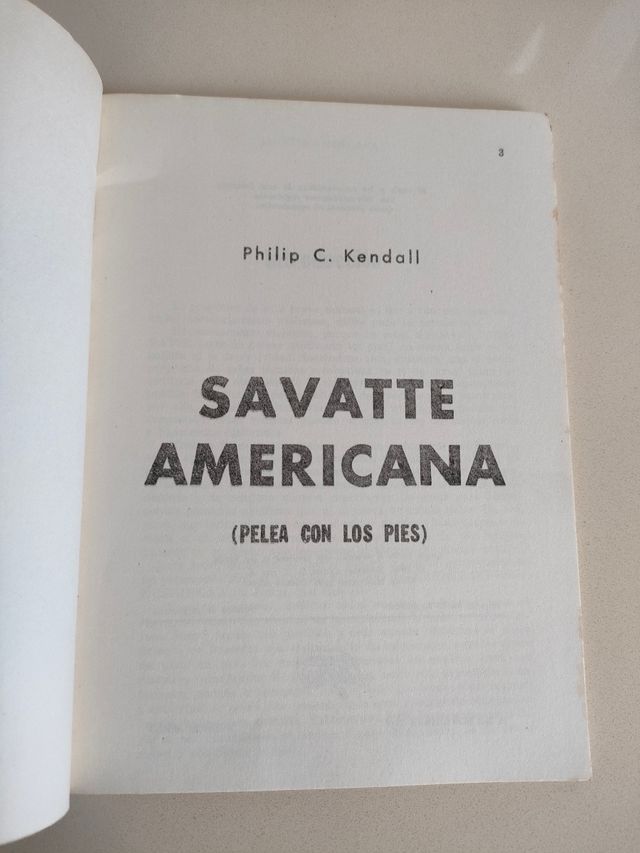 3
Philip C. Kendall
SAVATTE
AMERICANA
(PELEA CON LOS PIES)